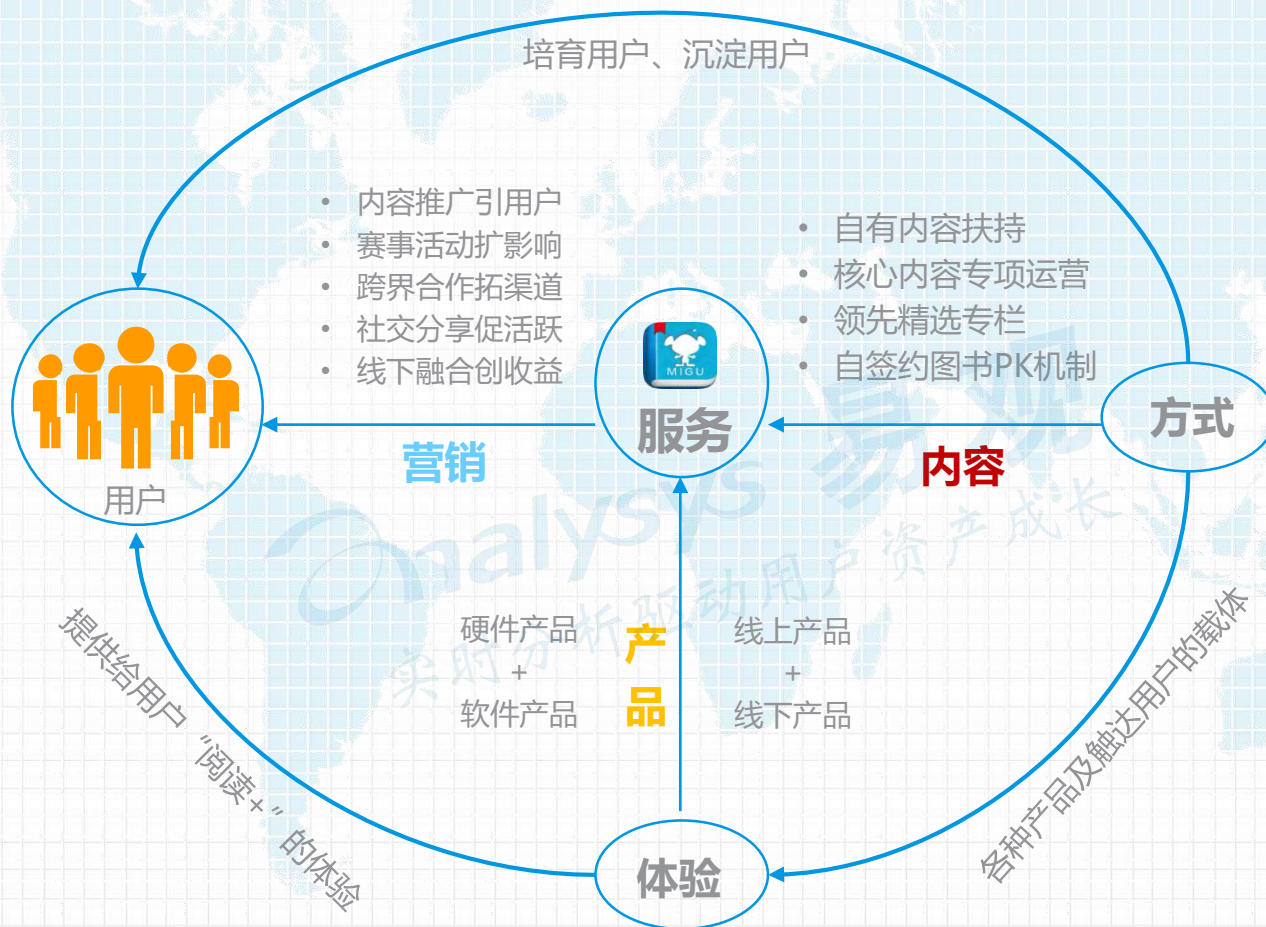 培育用户、沉淀用户
• 内容推广引用户
• 赛事活动扩影响
• 跨界合作拓渠道
• 社交分享促活跃
• 线下融合创收益
• 自有内容扶持
• 核心内容专项运营
• 领先精选专栏
• 自签约图书PK机制
用户
MIGU
服务
方式
营销
内容
nalysys 易观
实时分析驱动用户资产成长
硬件产品
+
软件产品
产
品
线上产品
+
线下产品
提供给用户“阅读+”的体验
各种产品及触达用户的载体
体验